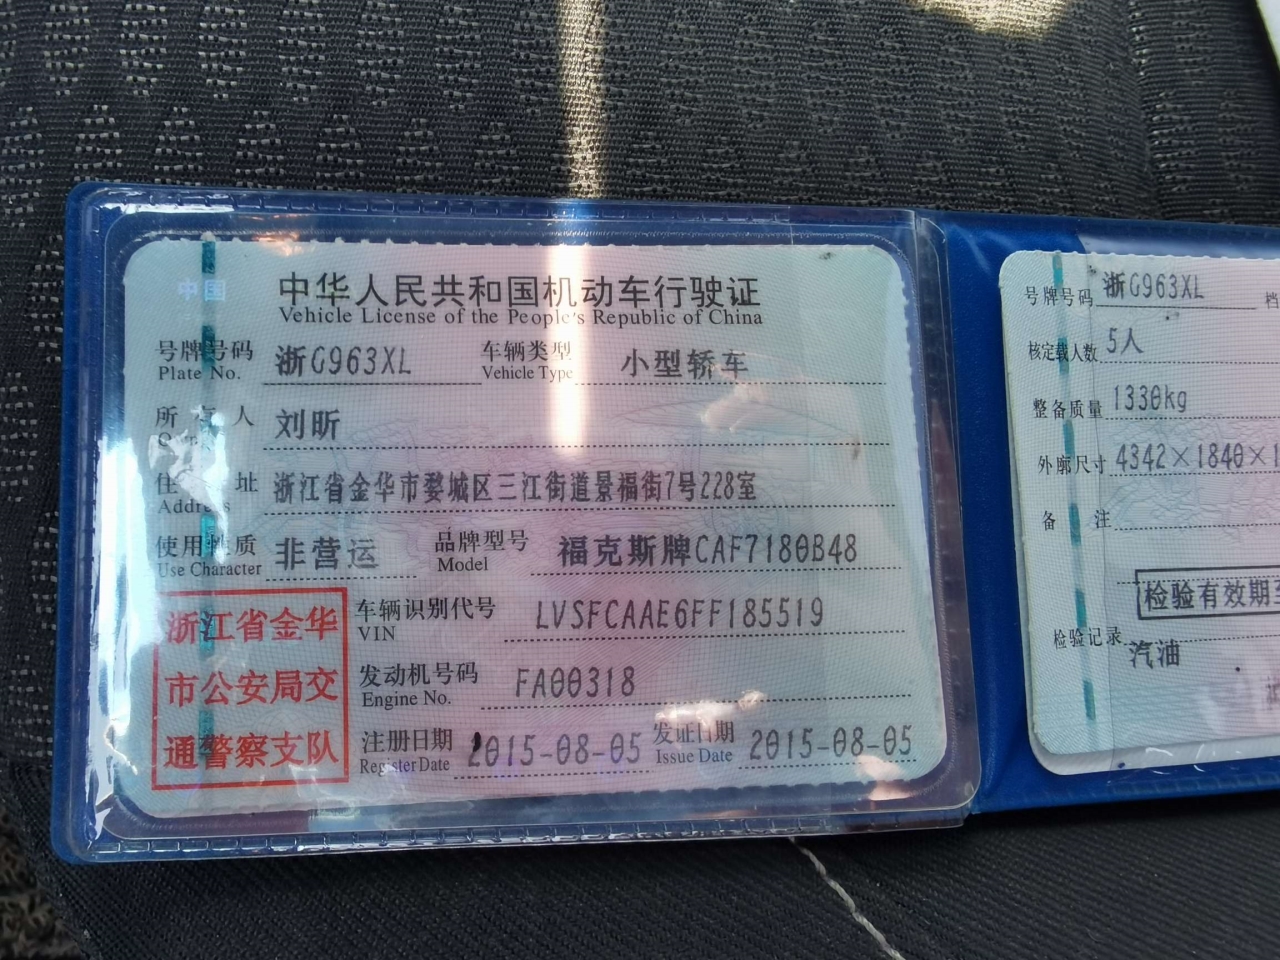 中国
中华人民共和国机动车行驶证
Vehicle License of the People's Republic of China
号牌号码 浙G963XL 车辆类型 小型轿车
Plate No. Vehicle Type
所有人 刘昕
住址 浙江省金华市婺城区三江街道景福街7号228室
Address
使用性质 非营运 品牌型号 福克斯牌CAF7180B48
Use Character Model
车辆识别代号 LVSFCAAE6FF185519
VIN
发动机号码 FA00318
Engine No.
注册日期 2015-08-05 发证日期 2015-08-05
Register Date Issue Date
浙江省金华
市公安局交
通警察支队
号牌号码 浙G963XL 档
核定载人数 5人
整备质量 1330kg
外廓尺寸 4342×1840×1
备注
检验有效期至
检验记录
汽油